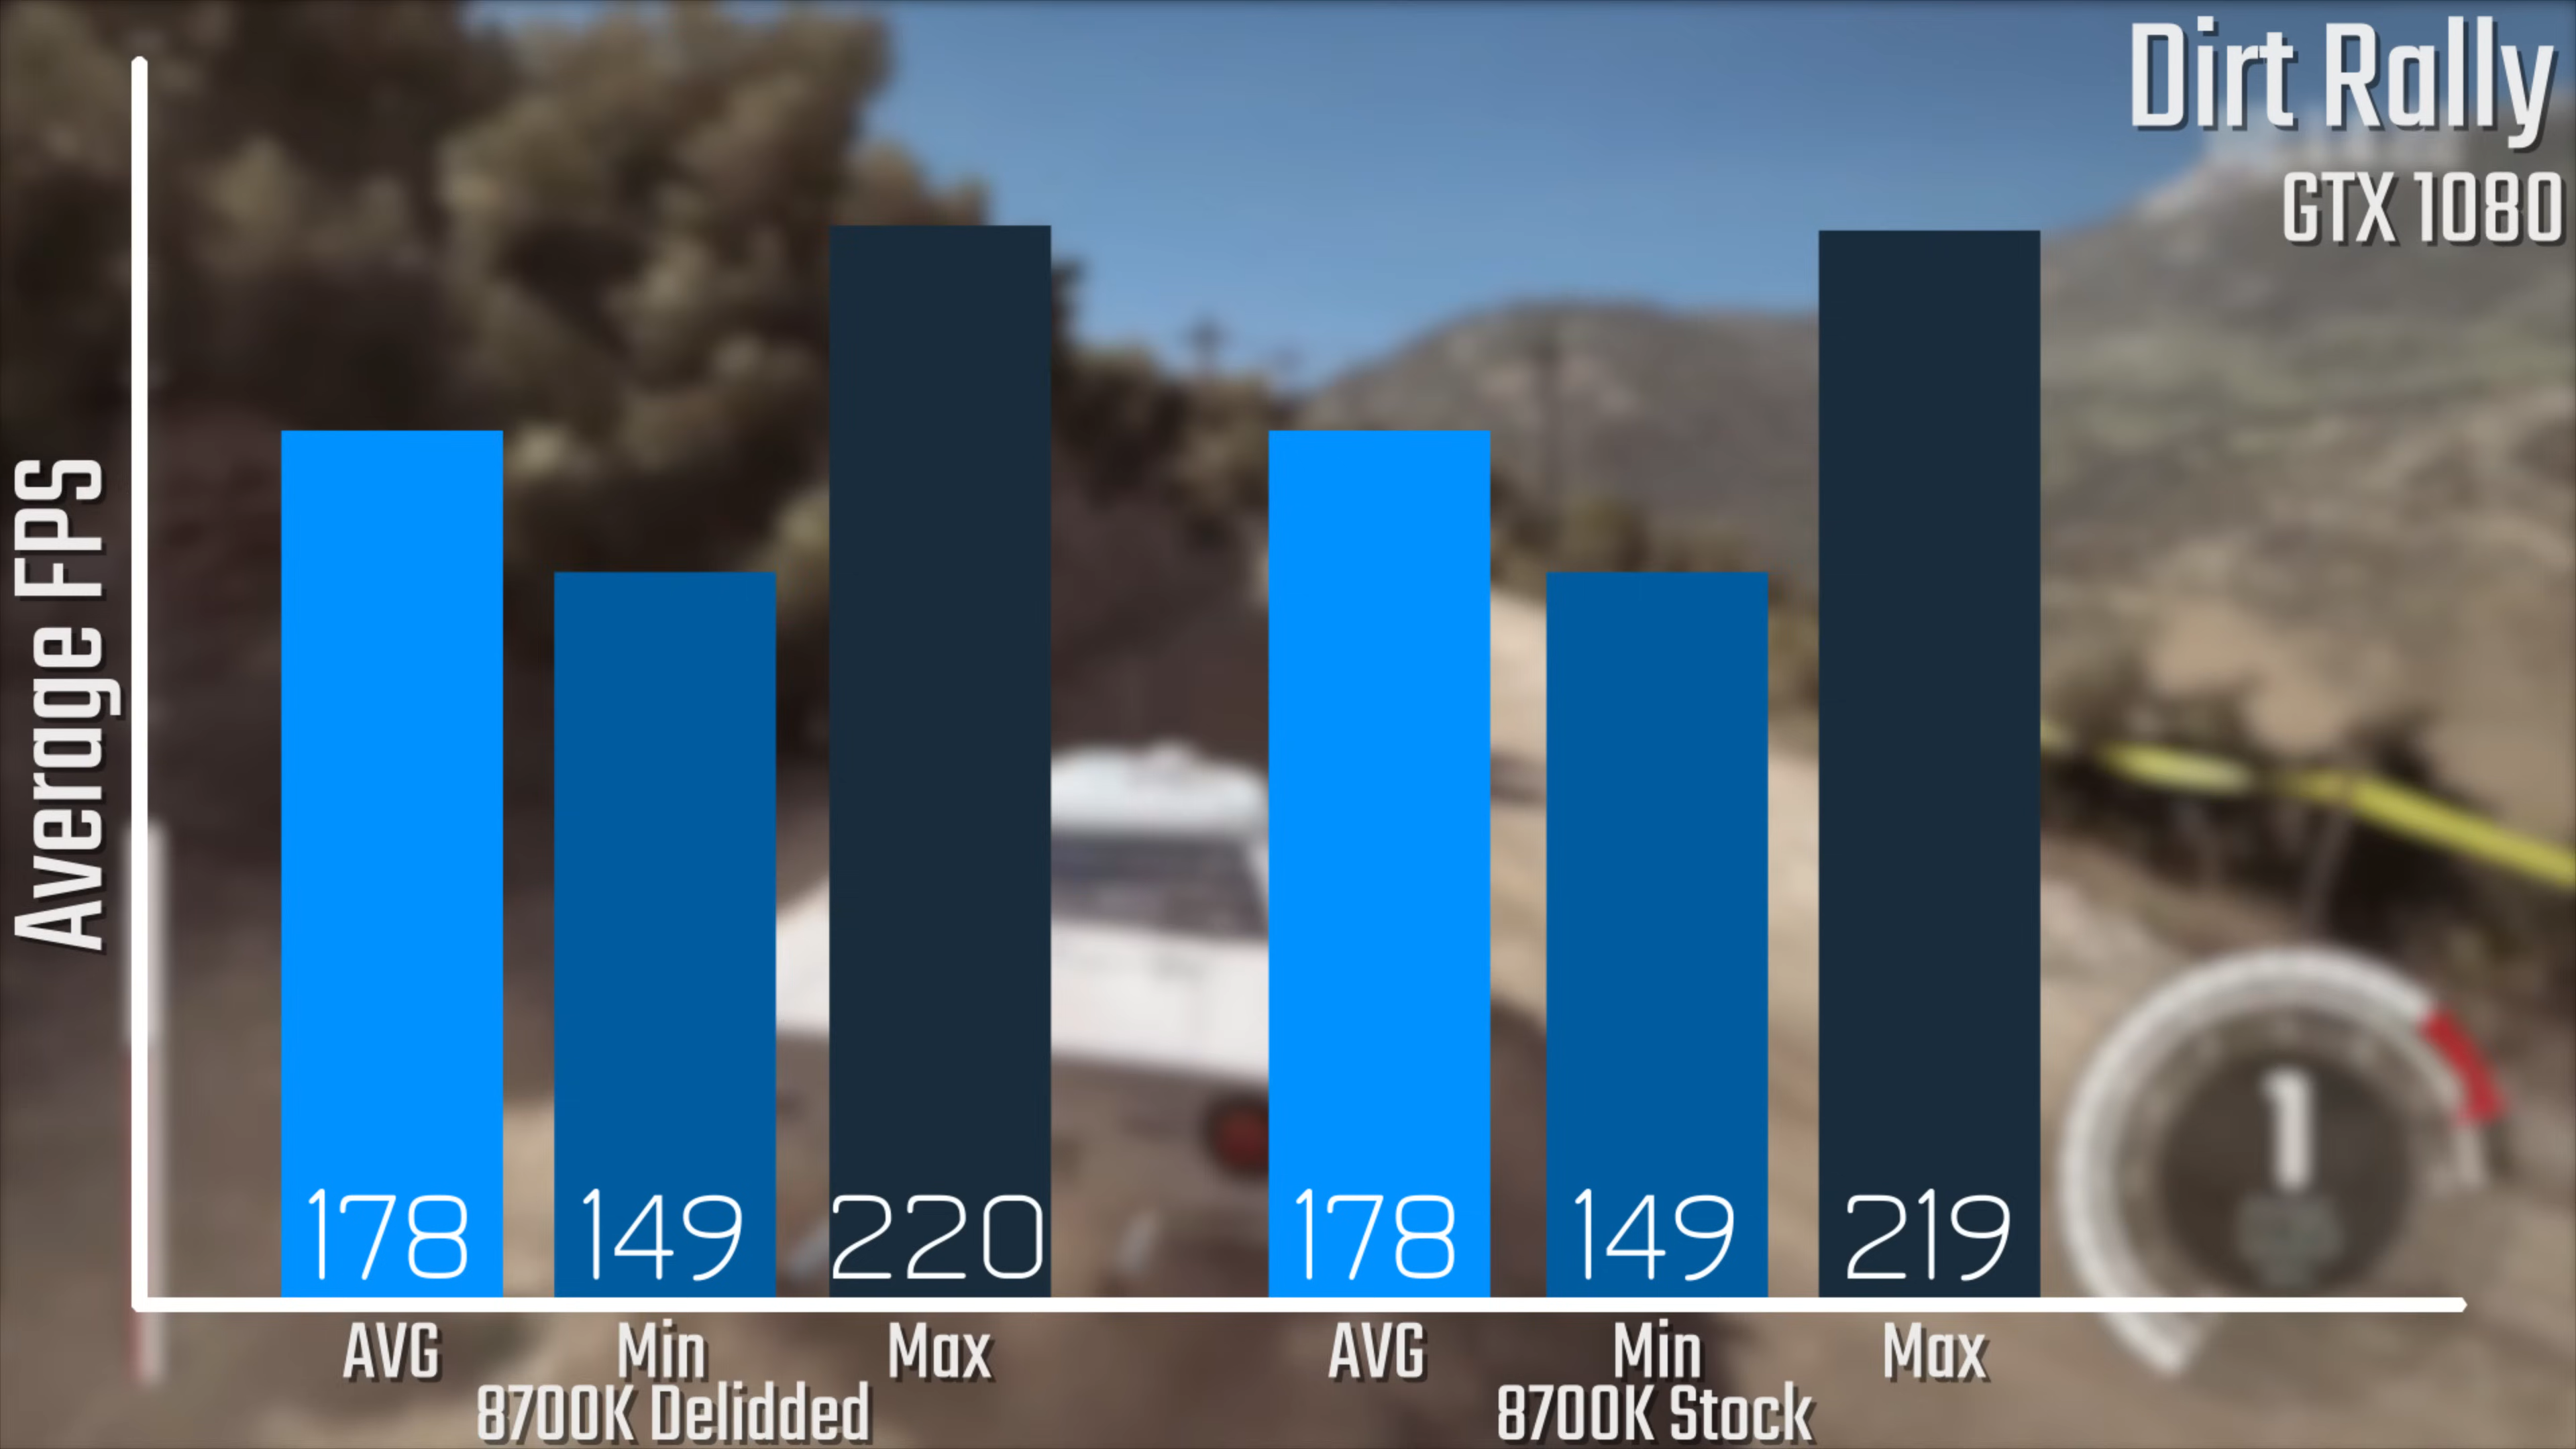 Dirt Rally
GTX 1080
Average FPS
178 149 220 178 149 219
AVG Min Max AVG Min Max
8700K Delidded 8700K Stock
1